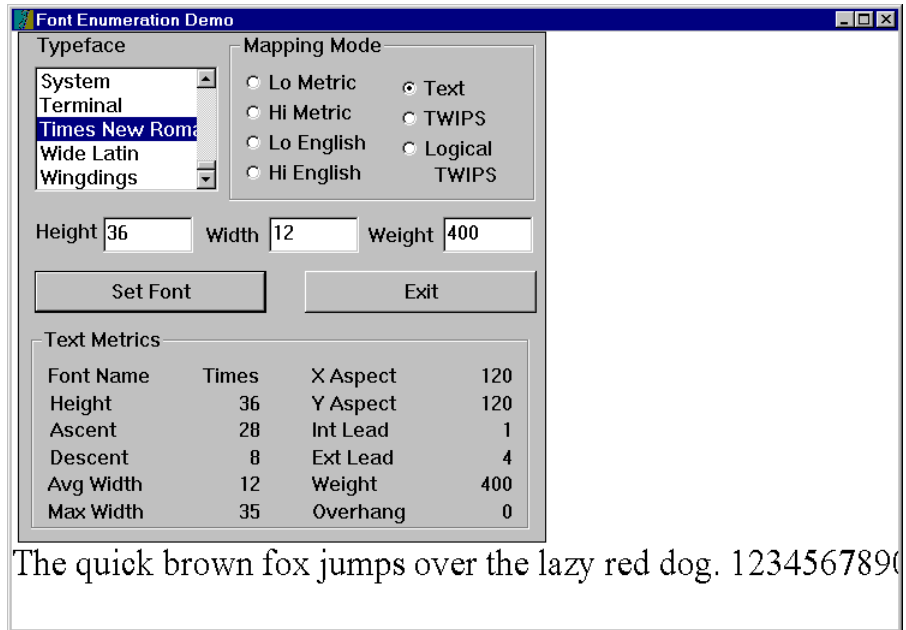 Font Enumeration Demo
Typeface
System
Terminal
Times New Roma
Wide Latin
Wingdings
Mapping Mode
Lo Metric
Hi Metric
Lo English
Hi English
Text
TWIPS
Logical
TWIPS
Height 36 Width 12 Weight 400
Set Font Exit
Text Metrics
Font Name Times X Aspect 120
Height 36 Y Aspect 120
Ascent 28 Int Lead 1
Descent 8 Ext Lead 4
Avg Width 12 Weight 400
Max Width 35 Overhang 0
The quick brown fox jumps over the lazy red dog. 1234567890